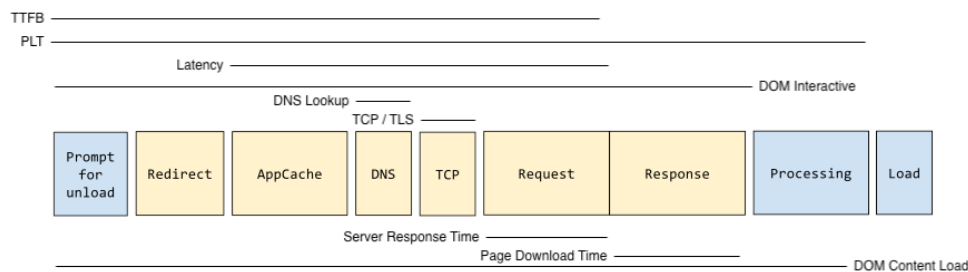 TTFB
PLT
Latency
DOM Interactive
DNS Lookup
TCP / TLS
Prompt
for
unload
Redirect
AppCache
DNS
TCP
Request
Response
Processing
Load
Server Response Time
Page Download Time
DOM Content Load